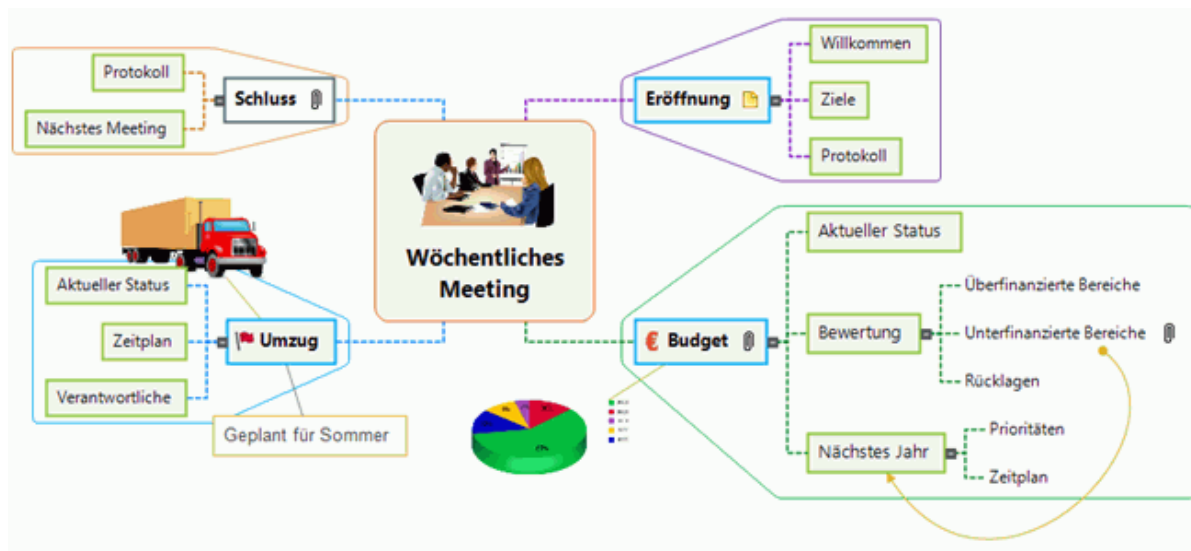 Protokoll
Schluss
Nächstes Meeting
Eröffnung
Willkommen
Ziele
Protokoll
Wöchentliches
Meeting
Aktueller Status
Umzug
Zeitplan
Verantwortliche
Geplant für Sommer
€ Budget
Aktueller Status
Bewertung
Überfinanzierte Bereiche
Unterfinanzierte Bereiche
Rücklagen
Nächstes Jahr
Prioritäten
Zeitplan